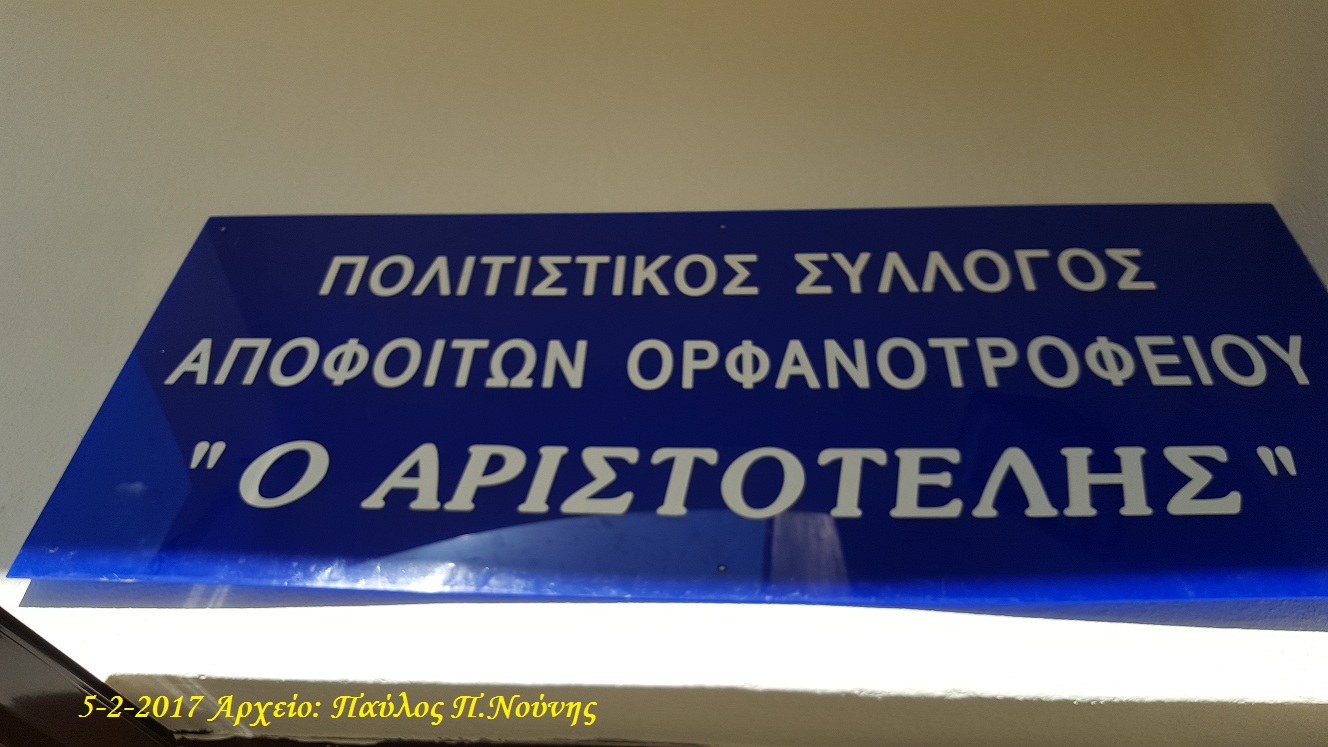 ΠΟΛΙΤΙΣΤΙΚΟΣ ΣΥΛΛΟΓΟΣ
ΑΠΟΦΟΙΤΩΝ ΟΡΦΑΝΟΤΡΟΦΕΙΟΥ
"Ο ΑΡΙΣΤΟΤΕΛΗΣ"
5-2-2017 Αρχείο: Παύλος Π.Νούνης